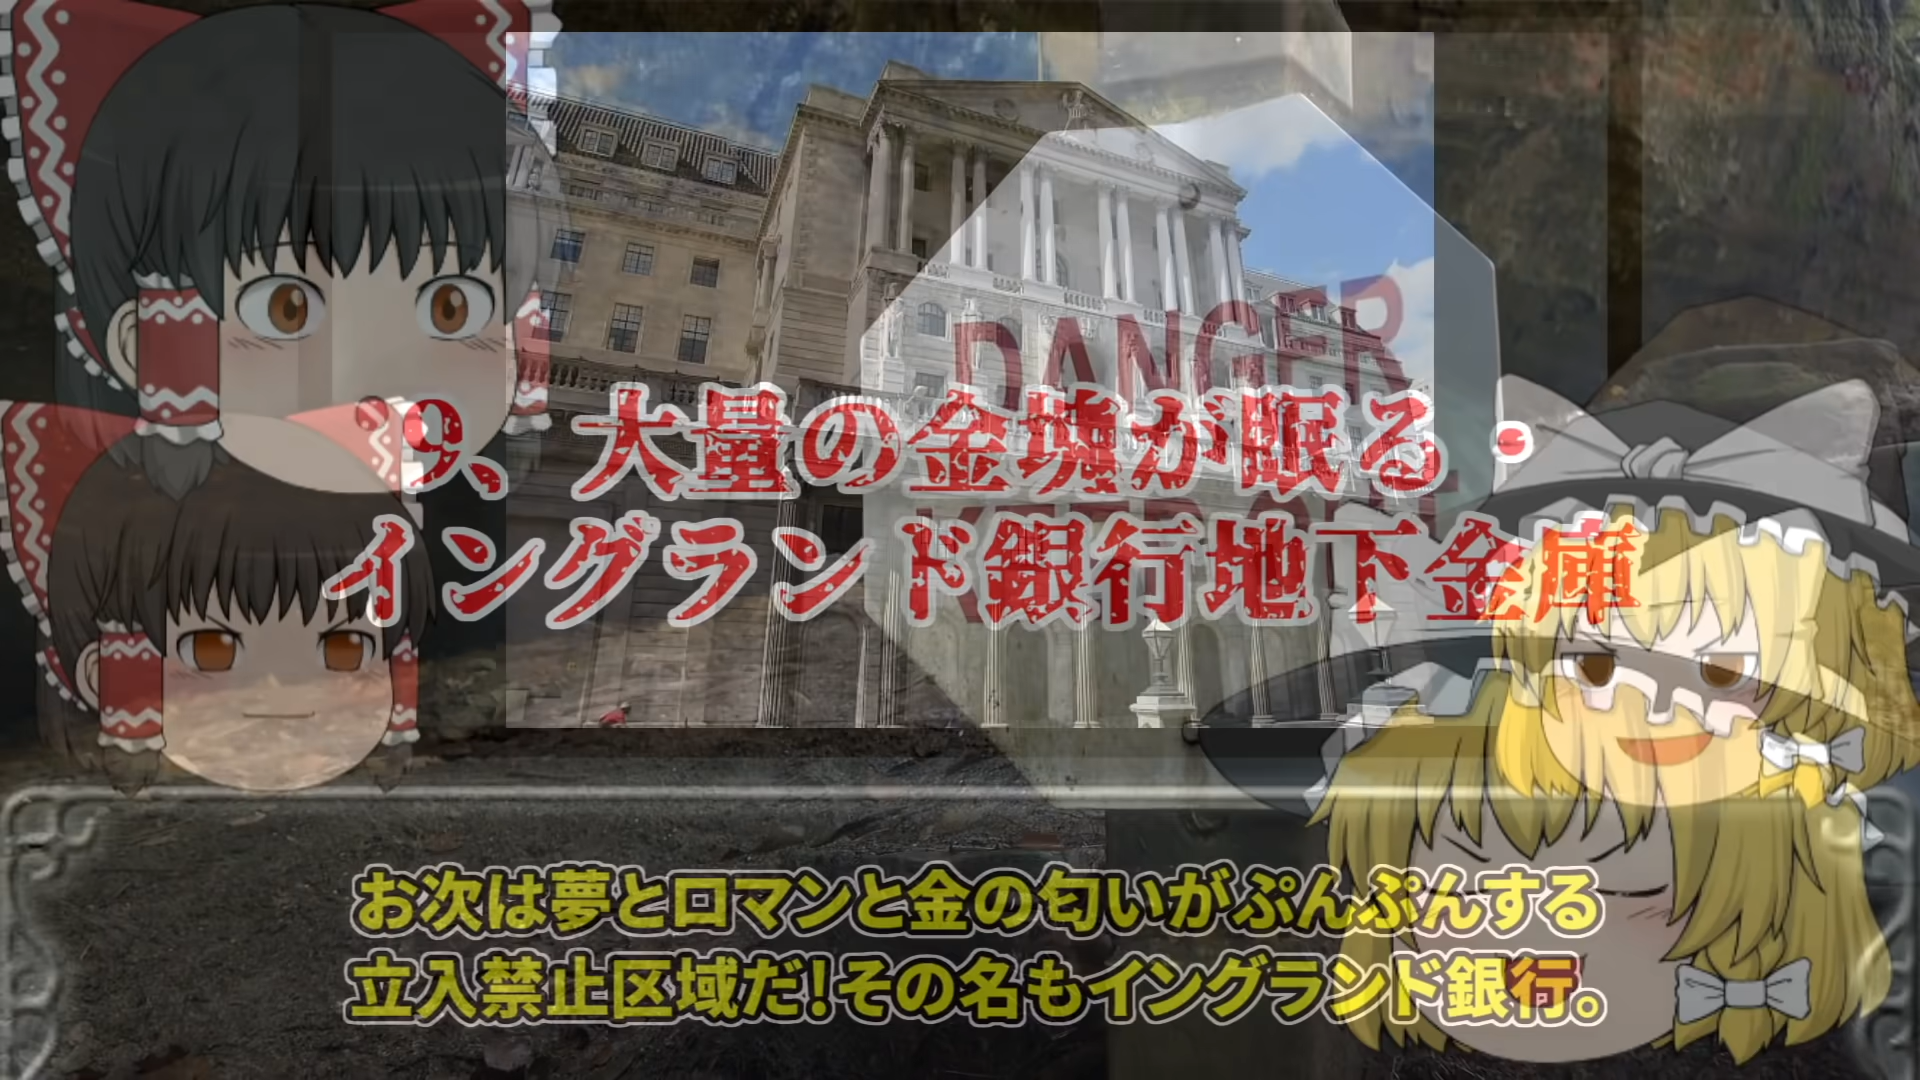 DANGER
9、大量の金塊が眠る・
イングランド銀行地下金庫
お次は夢とロマンと金の匂いがぷんぷんする
立入禁止区域だ！その名もイングランド銀行。